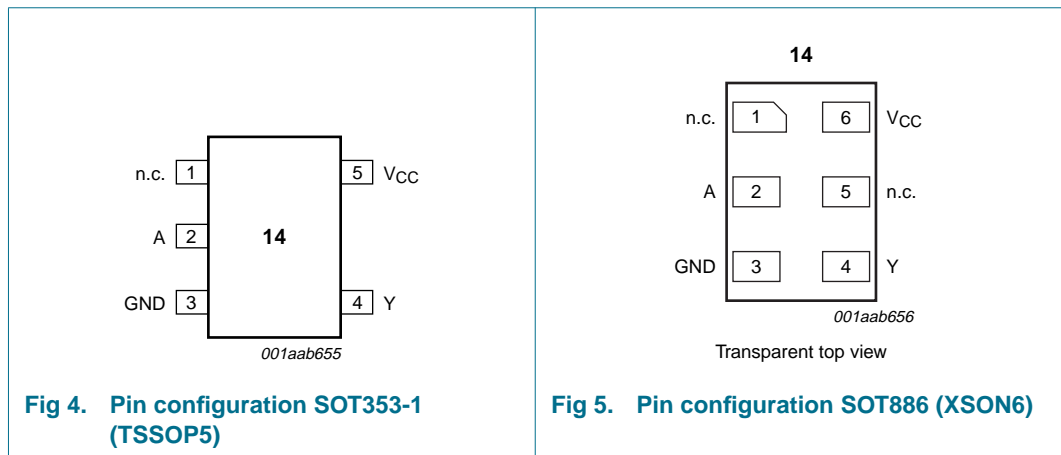 n.c. 1
5 VCC
A 2
14
GND 3
4 Y
001aab655
Fig 4. Pin configuration SOT353-1
(TSSOP5)
14
n.c. 1
6 VCC
A 2
5 n.c.
GND 3
4 Y
001aab656
Transparent top view
Fig 5. Pin configuration SOT886 (XSON6)